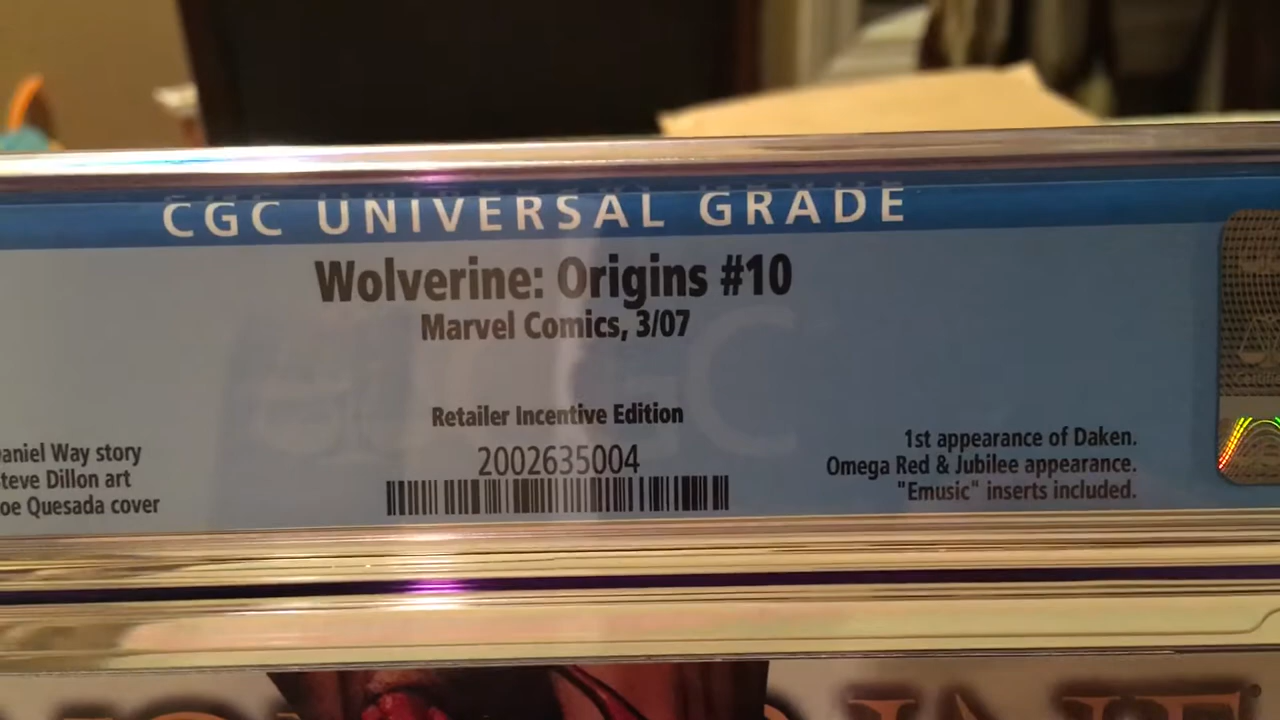 CGC UNIVERSAL GRADE
Wolverine: Origins #10
Marvel Comics, 3/07
Retailer Incentive Edition
2002635004
aniel Way story
teve Dillon art
oe Quesada cover
1st appearance of Daken.
Omega Red & Jubilee appearance.
"Emusic" inserts included.
CGC